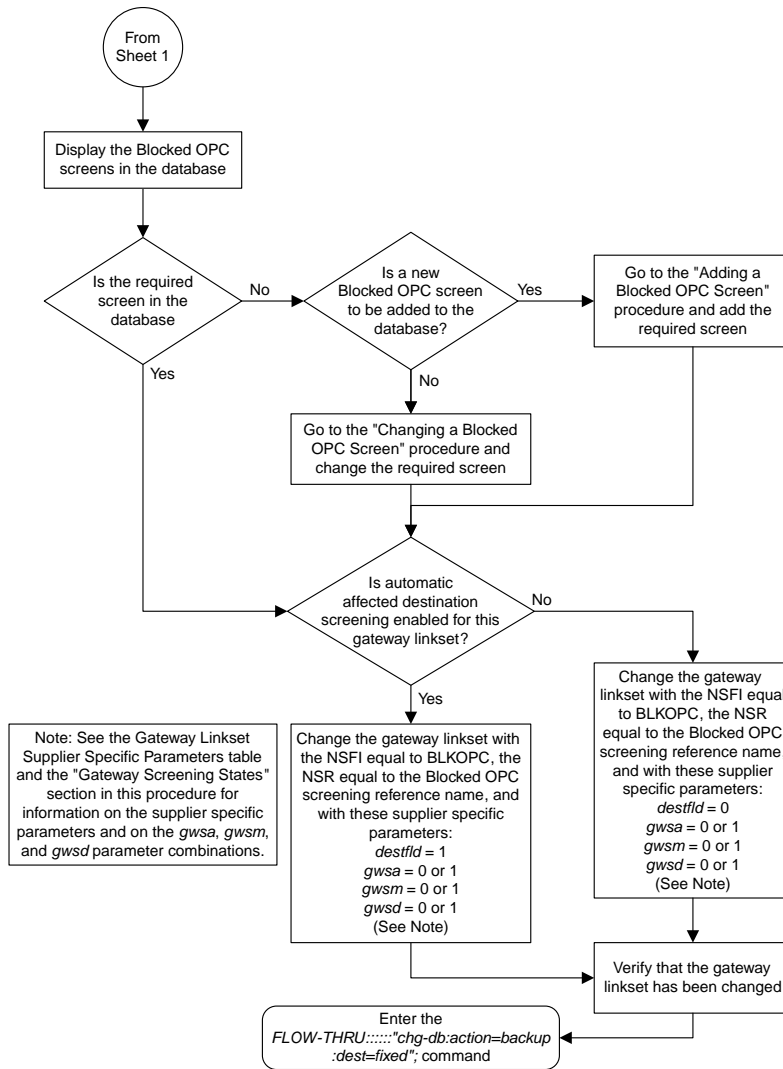 From
Sheet 1
Display the Blocked OPC
screens in the database
Is the required
screen in the
database
No
Yes
Is a new
Blocked OPC screen
to be added to the
database?
Yes
No
Go to the "Adding a
Blocked OPC Screen"
procedure and add the
required screen
Go to the "Changing a Blocked
OPC Screen" procedure and
change the required screen
Is automatic
affected destination
screening enabled for this
gateway linkset?
No
Yes
Note: See the Gateway Linkset
Supplier Specific Parameters table
and the "Gateway Screening States"
section in this procedure for
information on the supplier specific
parameters and on the gwsa, gwsm,
and gwsd parameter combinations.
Change the gateway linkset with
the NSFI equal to BLKOPC, the
NSR equal to the Blocked OPC
screening reference name, and
with these supplier specific
parameters:
destfld = 1
gwsa = 0 or 1
gwsm = 0 or 1
gwsd = 0 or 1
(See Note)
Change the gateway
linkset with the NSFI equal
to BLKOPC, the NSR
equal to the Blocked OPC
screening reference name,
and with these supplier
specific parameters:
destfld = 0
gwsa = 0 or 1
gwsm = 0 or 1
gwsd = 0 or 1
(See Note)
Verify that the gateway
linkset has been changed
Enter the
FLOW-THRU::::::"chg-db:action=backup
:dest=fixed"; command